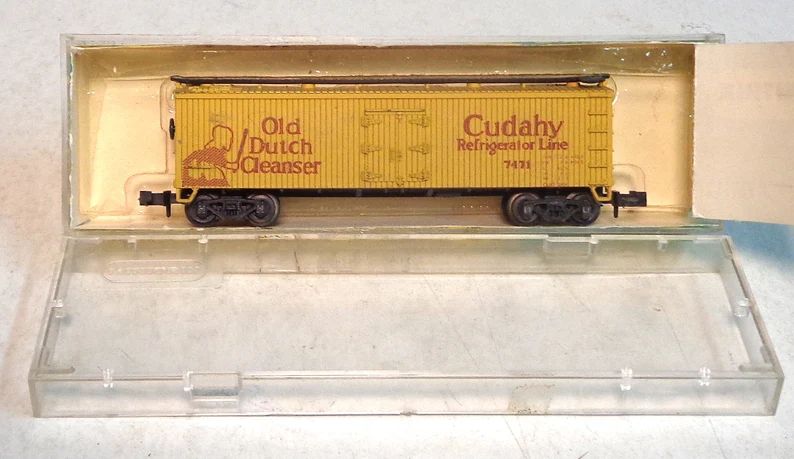 Old
Dutch
Cleanser
Cudahy
Refrigerator Line
7471